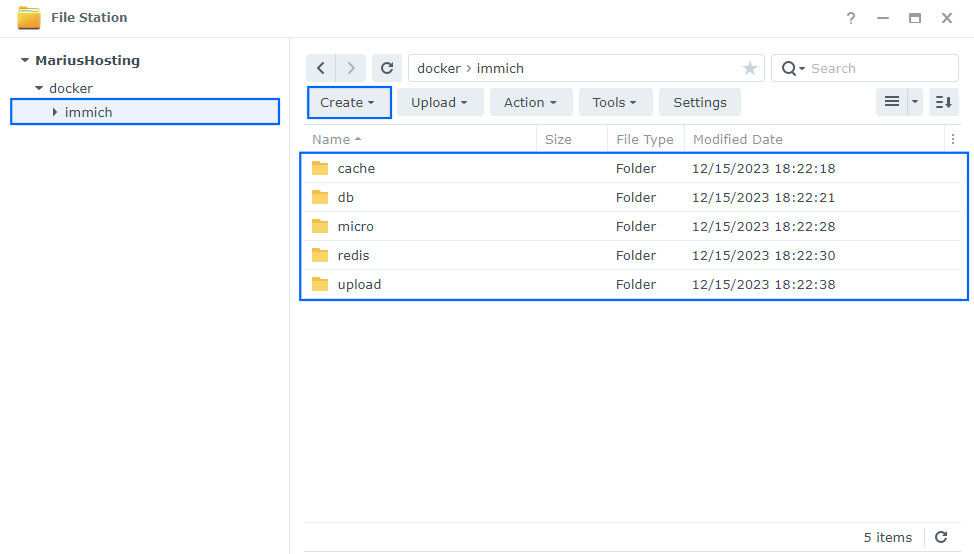 File Station
?
MariusHosting
docker
immich
docker › immich
Search
Create
Upload
Action
Tools
Settings
Name
Size
File Type
Modified Date
cache Folder 12/15/2023 18:22:18
db Folder 12/15/2023 18:22:21
micro Folder 12/15/2023 18:22:28
redis Folder 12/15/2023 18:22:30
upload Folder 12/15/2023 18:22:38
5 items